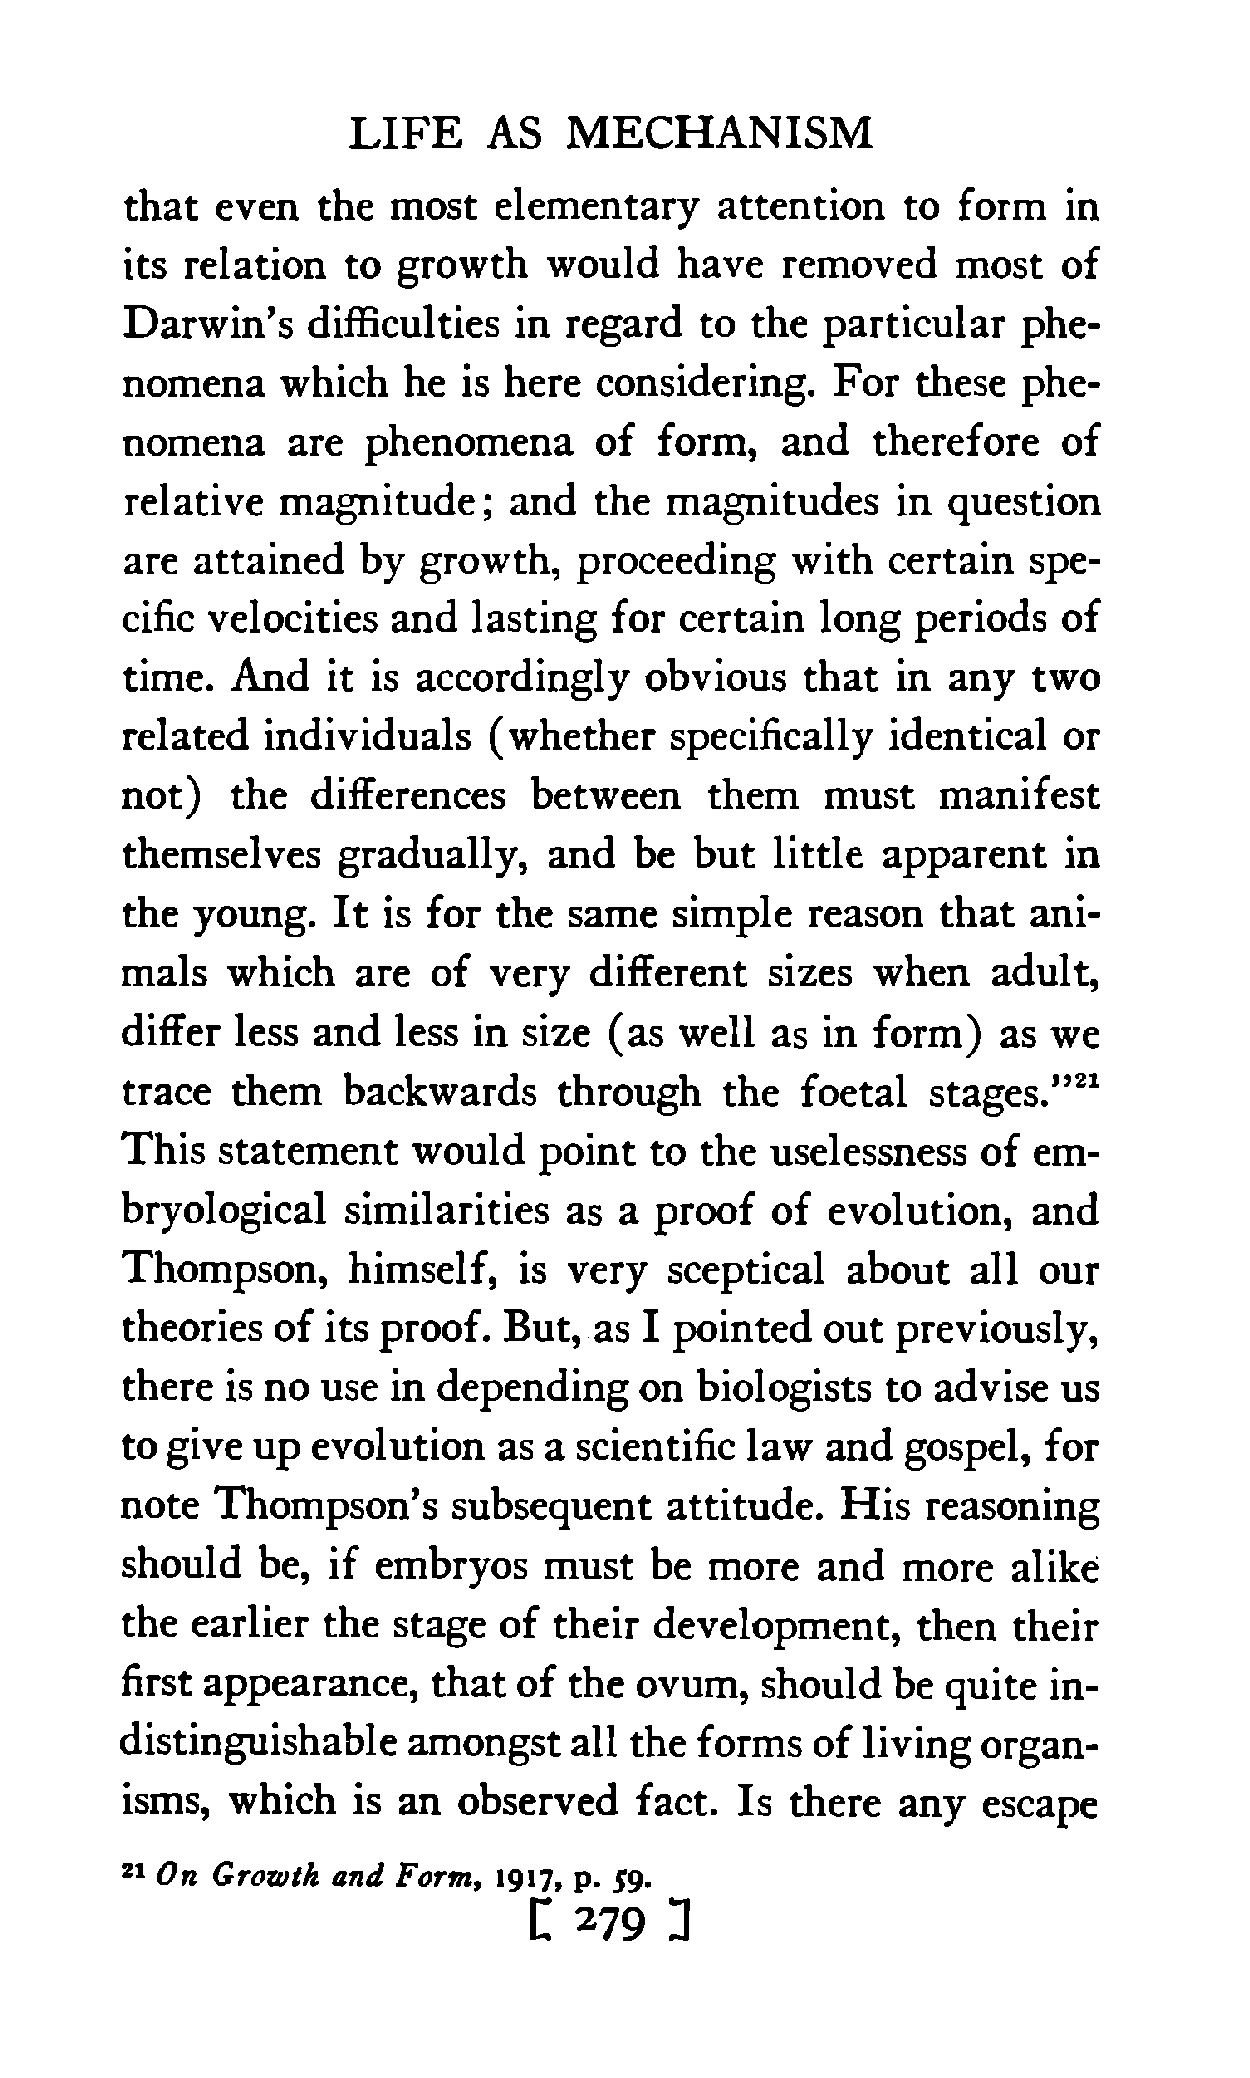 LIFE AS MECHANISM
that even the most elementary attention to form in
its relation to growth would have removed most of
Darwin's difficulties in regard to the particular phe-
nomena which he is here considering. For these phe-
nomena are phenomena of form, and therefore of
relative magnitude; and the magnitudes in question
are attained by growth, proceeding with certain spe-
cific velocities and lasting for certain long periods of
time. And it is accordingly obvious that in any two
related individuals (whether specifically identical or
not) the differences between them must manifest
themselves gradually, and be but little apparent in
the young. It is for the same simple reason that ani-
mals which are of very different sizes when adult,
differ less and less in size (as well as in form) as we
trace them backwards through the foetal stages."²¹
This statement would point to the uselessness of em-
bryological similarities as a proof of evolution, and
Thompson, himself, is very sceptical about all our
theories of its proof. But, as I pointed out previously,
there is no use in depending on biologists to advise us
to give up evolution as a scientific law and gospel, for
note Thompson's subsequent attitude. His reasoning
should be, if embryos must be more and more alike
the earlier the stage of their development, then their
first appearance, that of the ovum, should be quite in-
distinguishable amongst all the forms of living organ-
isms, which is an observed fact. Is there any escape
²¹ On Growth and Form, 1917, p. 59.
[ 279 ]